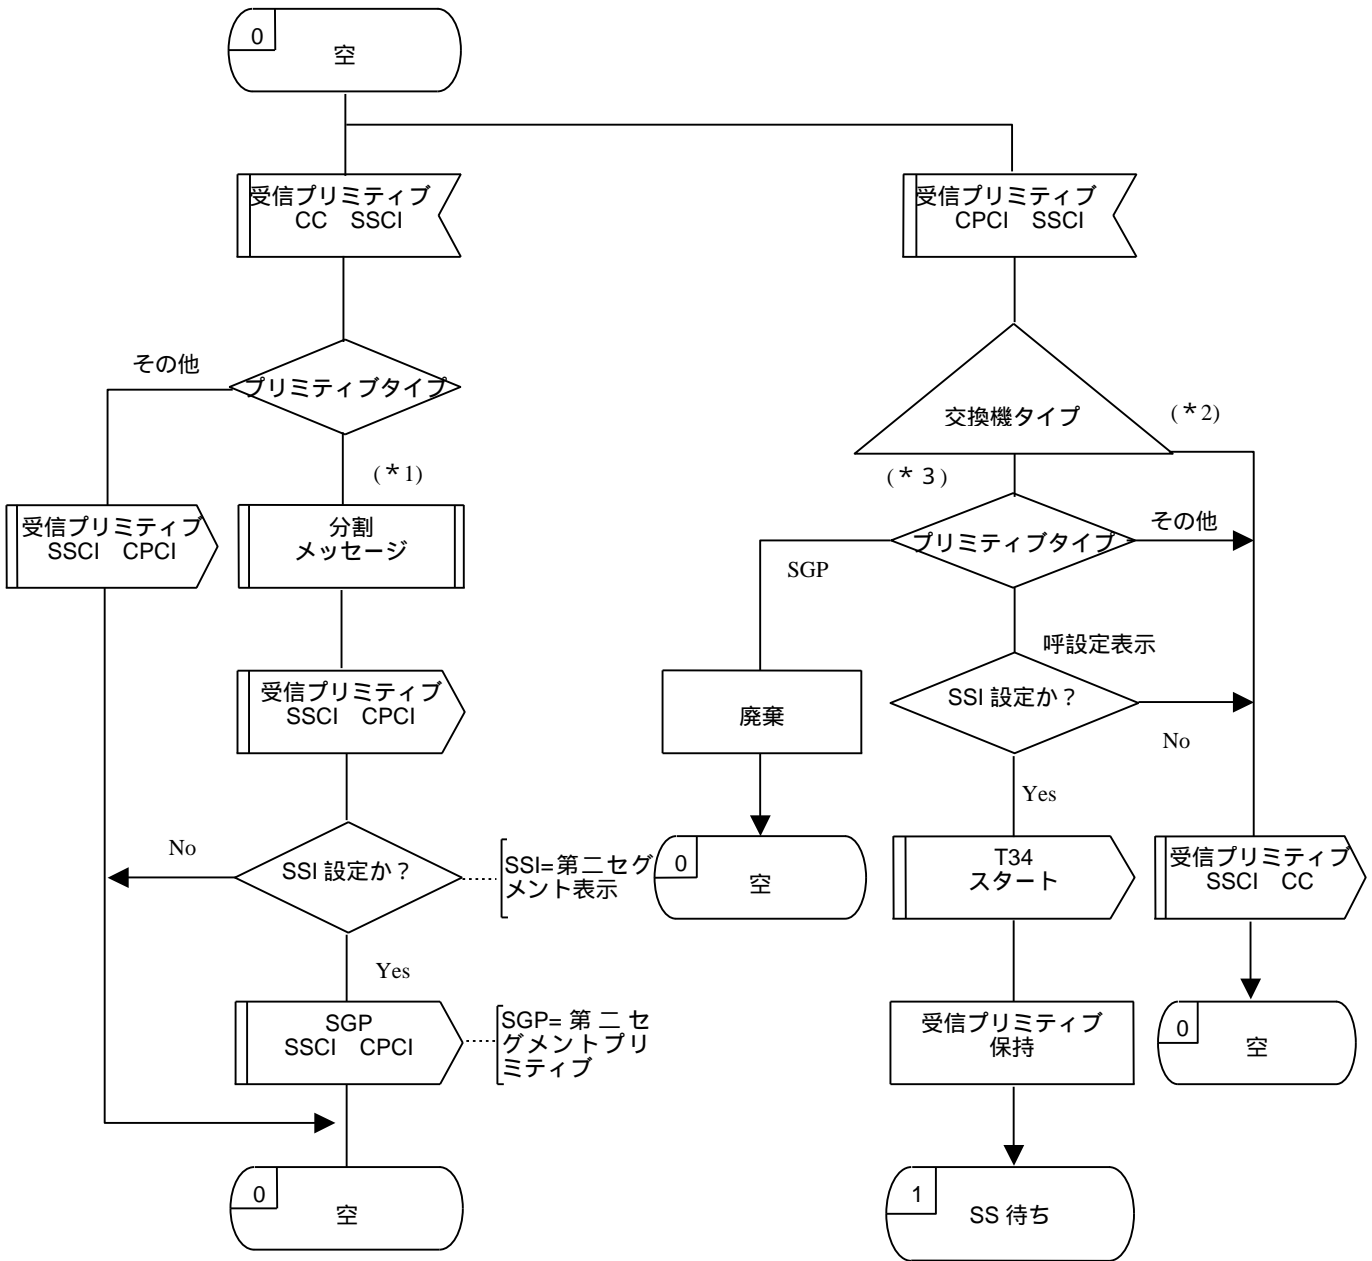 0
空
受信プリミティブ
CC SSCI
受信プリミティブ
CPCI SSCI
その他
プリミティブタイプ
交換機タイプ
(*2)
(*1)
(*3)
受信プリミティブ
SSCI CPCI
分割
メッセージ
プリミティブタイプ
その他
SGP
呼設定表示
受信プリミティブ
SSCI CPCI
廃棄
SSI 設定か？
No
Yes
No
SSI 設定か？
SSI=第二セグ
メント表示
0
空
T34
スタート
受信プリミティブ
SSCI CC
Yes
SGP
SSCI CPCI
SGP= 第 二 セ
グメントプリ
ミティブ
受信プリミティブ
保持
0
空
0
空
1
SS 待ち